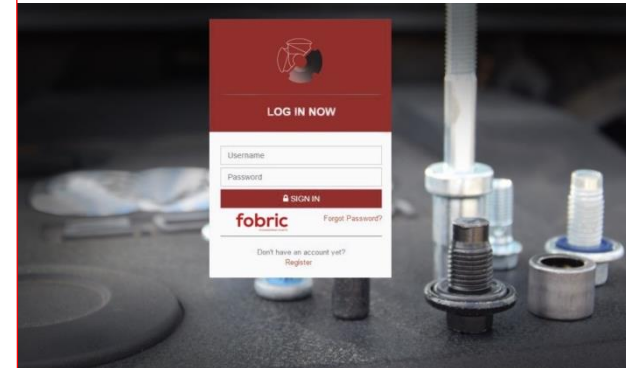 LOG IN NOW
Username
Password
SIGN IN
fobric
Forgot Password?
Don't have an account yet?
Register